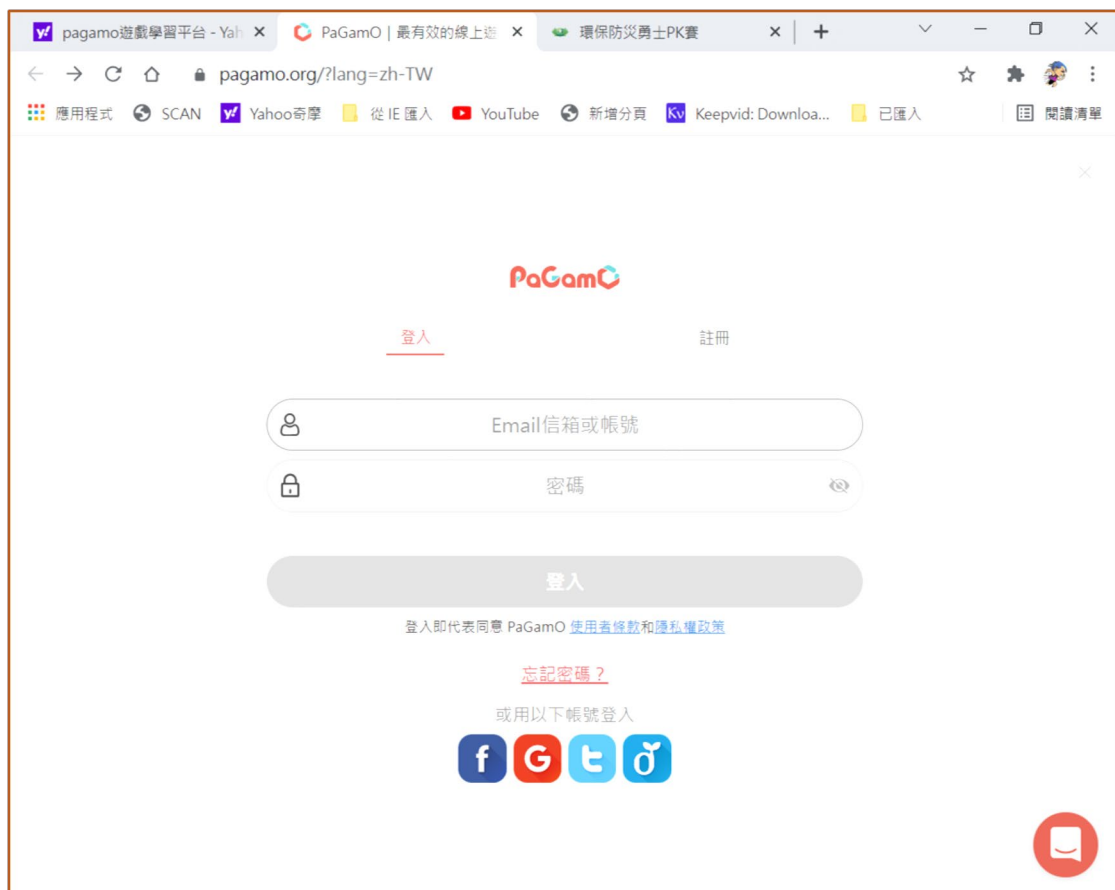 pagamo遊戲學習平台 - Yah
PaGamO | 最有效的線上遊
環保防災勇士PK賽
pagamo.org/?lang=zh-TW
應用程式
SCAN
Yahoo奇摩
從 IE 匯入
YouTube
新增分頁
Keepvid: Downloa...
已匯入
閱讀清單
PaGamO
登入
註冊
Email信箱或帳號
密碼
登入
登入即代表同意 PaGamO 使用者條款和隱私權政策
忘記密碼？
或用以下帳號登入